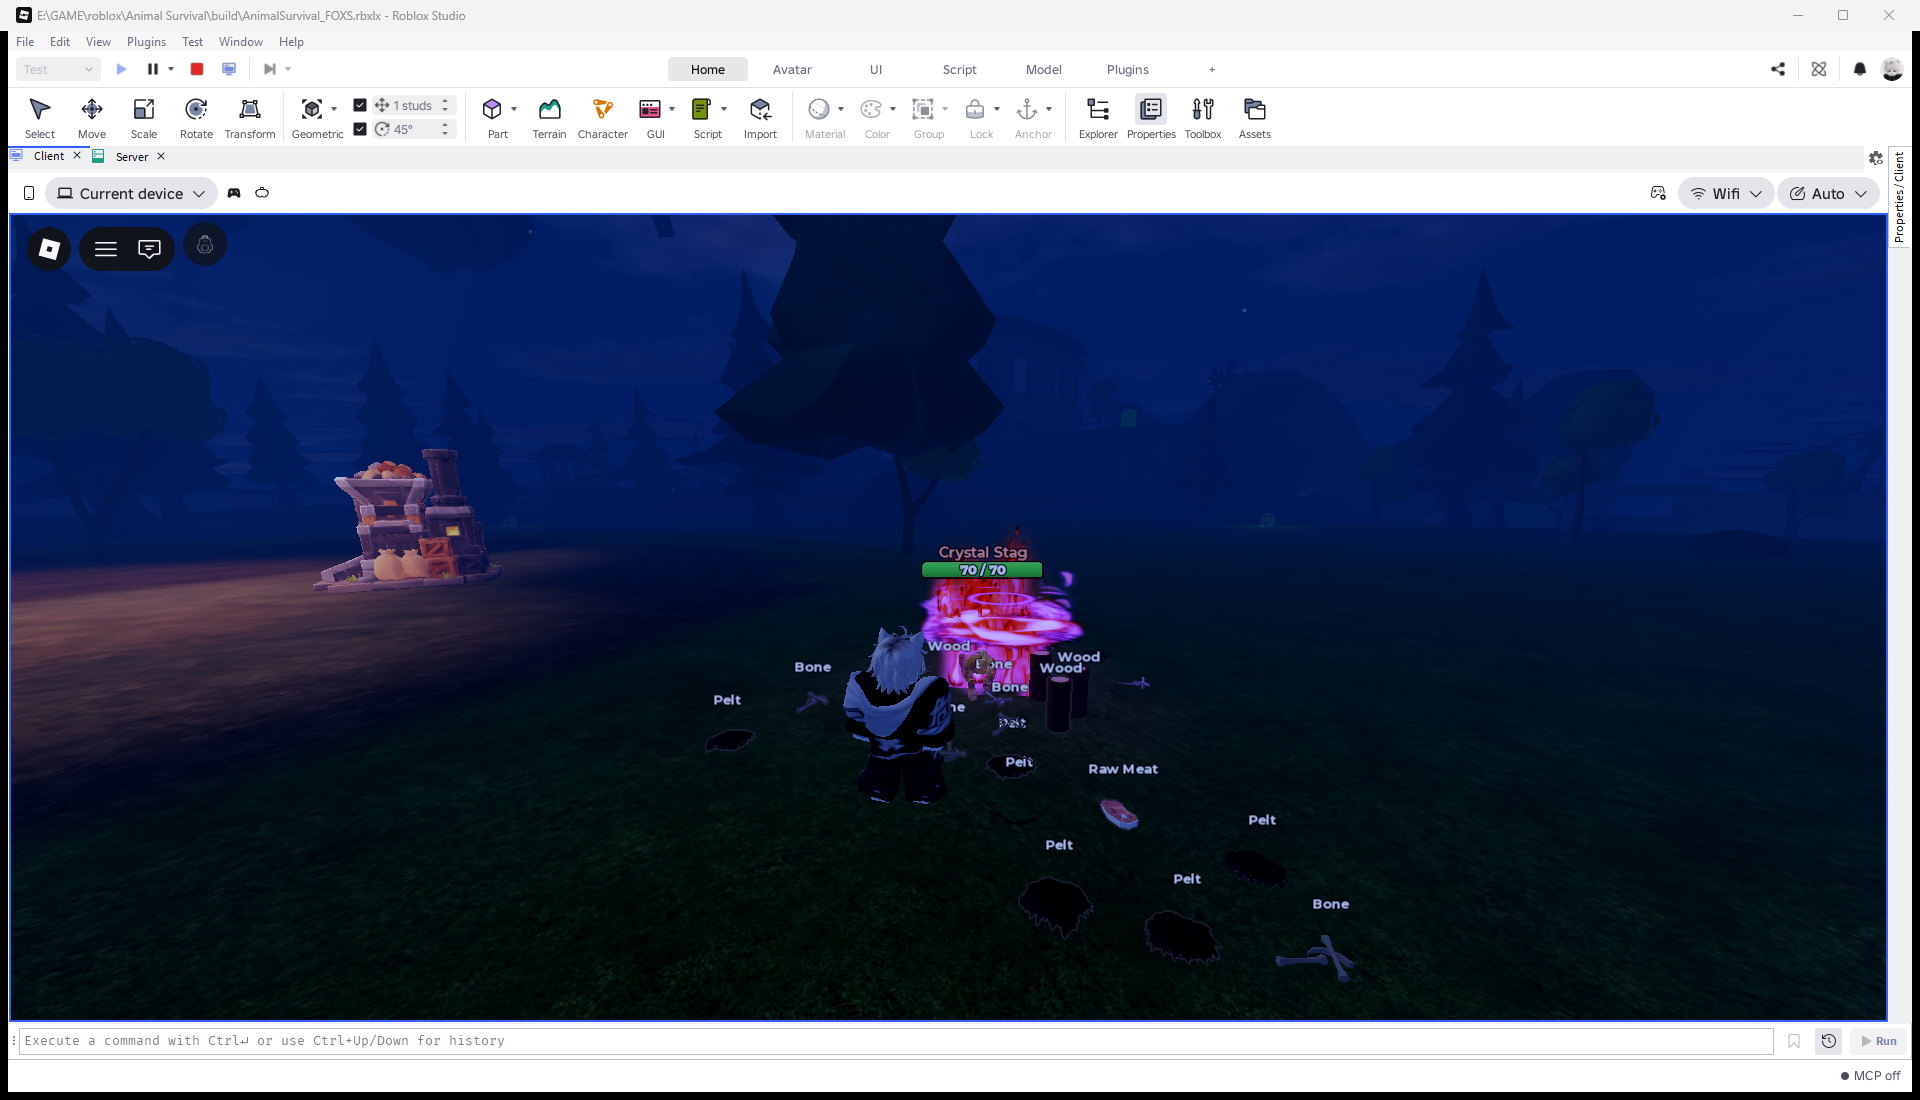 E:\GAME\roblox\Animal Survival\build\AnimalSurvival_FOXS.rbxlx - Roblox Studio
File Edit View Plugins Test Window Help
Test
Home Avatar UI Script Model Plugins +
1 studs
45°
Select Move Scale Rotate Transform Geometric Part Terrain Character GUI Script Import Material Color Group Lock Anchor Explorer Properties Toolbox Assets
Client Server
Properties / Client
Current device
Wifi Auto
Crystal Stag
70 / 70
Wood
Wood
Wood
Bone
Bone
Bone
Pelt
Pelt
Pelt
Raw Meat
Pelt
Pelt
Pelt
Bone
Execute a command with Ctrl↵ or use Ctrl+Up/Down for history
Run
MCP off